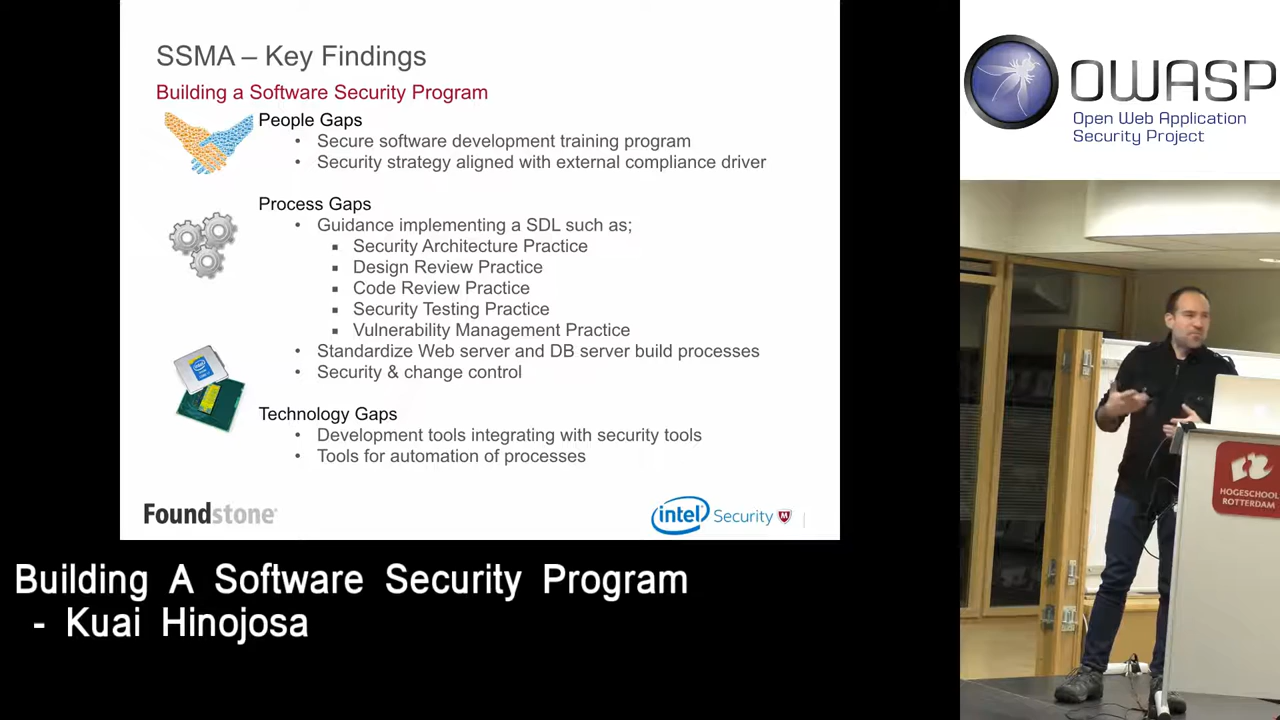 SSMA – Key Findings
Building a Software Security Program
People Gaps
• Secure software development training program
• Security strategy aligned with external compliance driver
Process Gaps
• Guidance implementing a SDL such as;
▪ Security Architecture Practice
▪ Design Review Practice
▪ Code Review Practice
▪ Security Testing Practice
▪ Vulnerability Management Practice
• Standardize Web server and DB server build processes
• Security & change control
Technology Gaps
• Development tools integrating with security tools
• Tools for automation of processes
Foundstone
intel Security
Building A Software Security Program
- Kuai Hinojosa
OWASP
Open Web Application
Security Project
HOGESCHOOL
ROTTERDAM